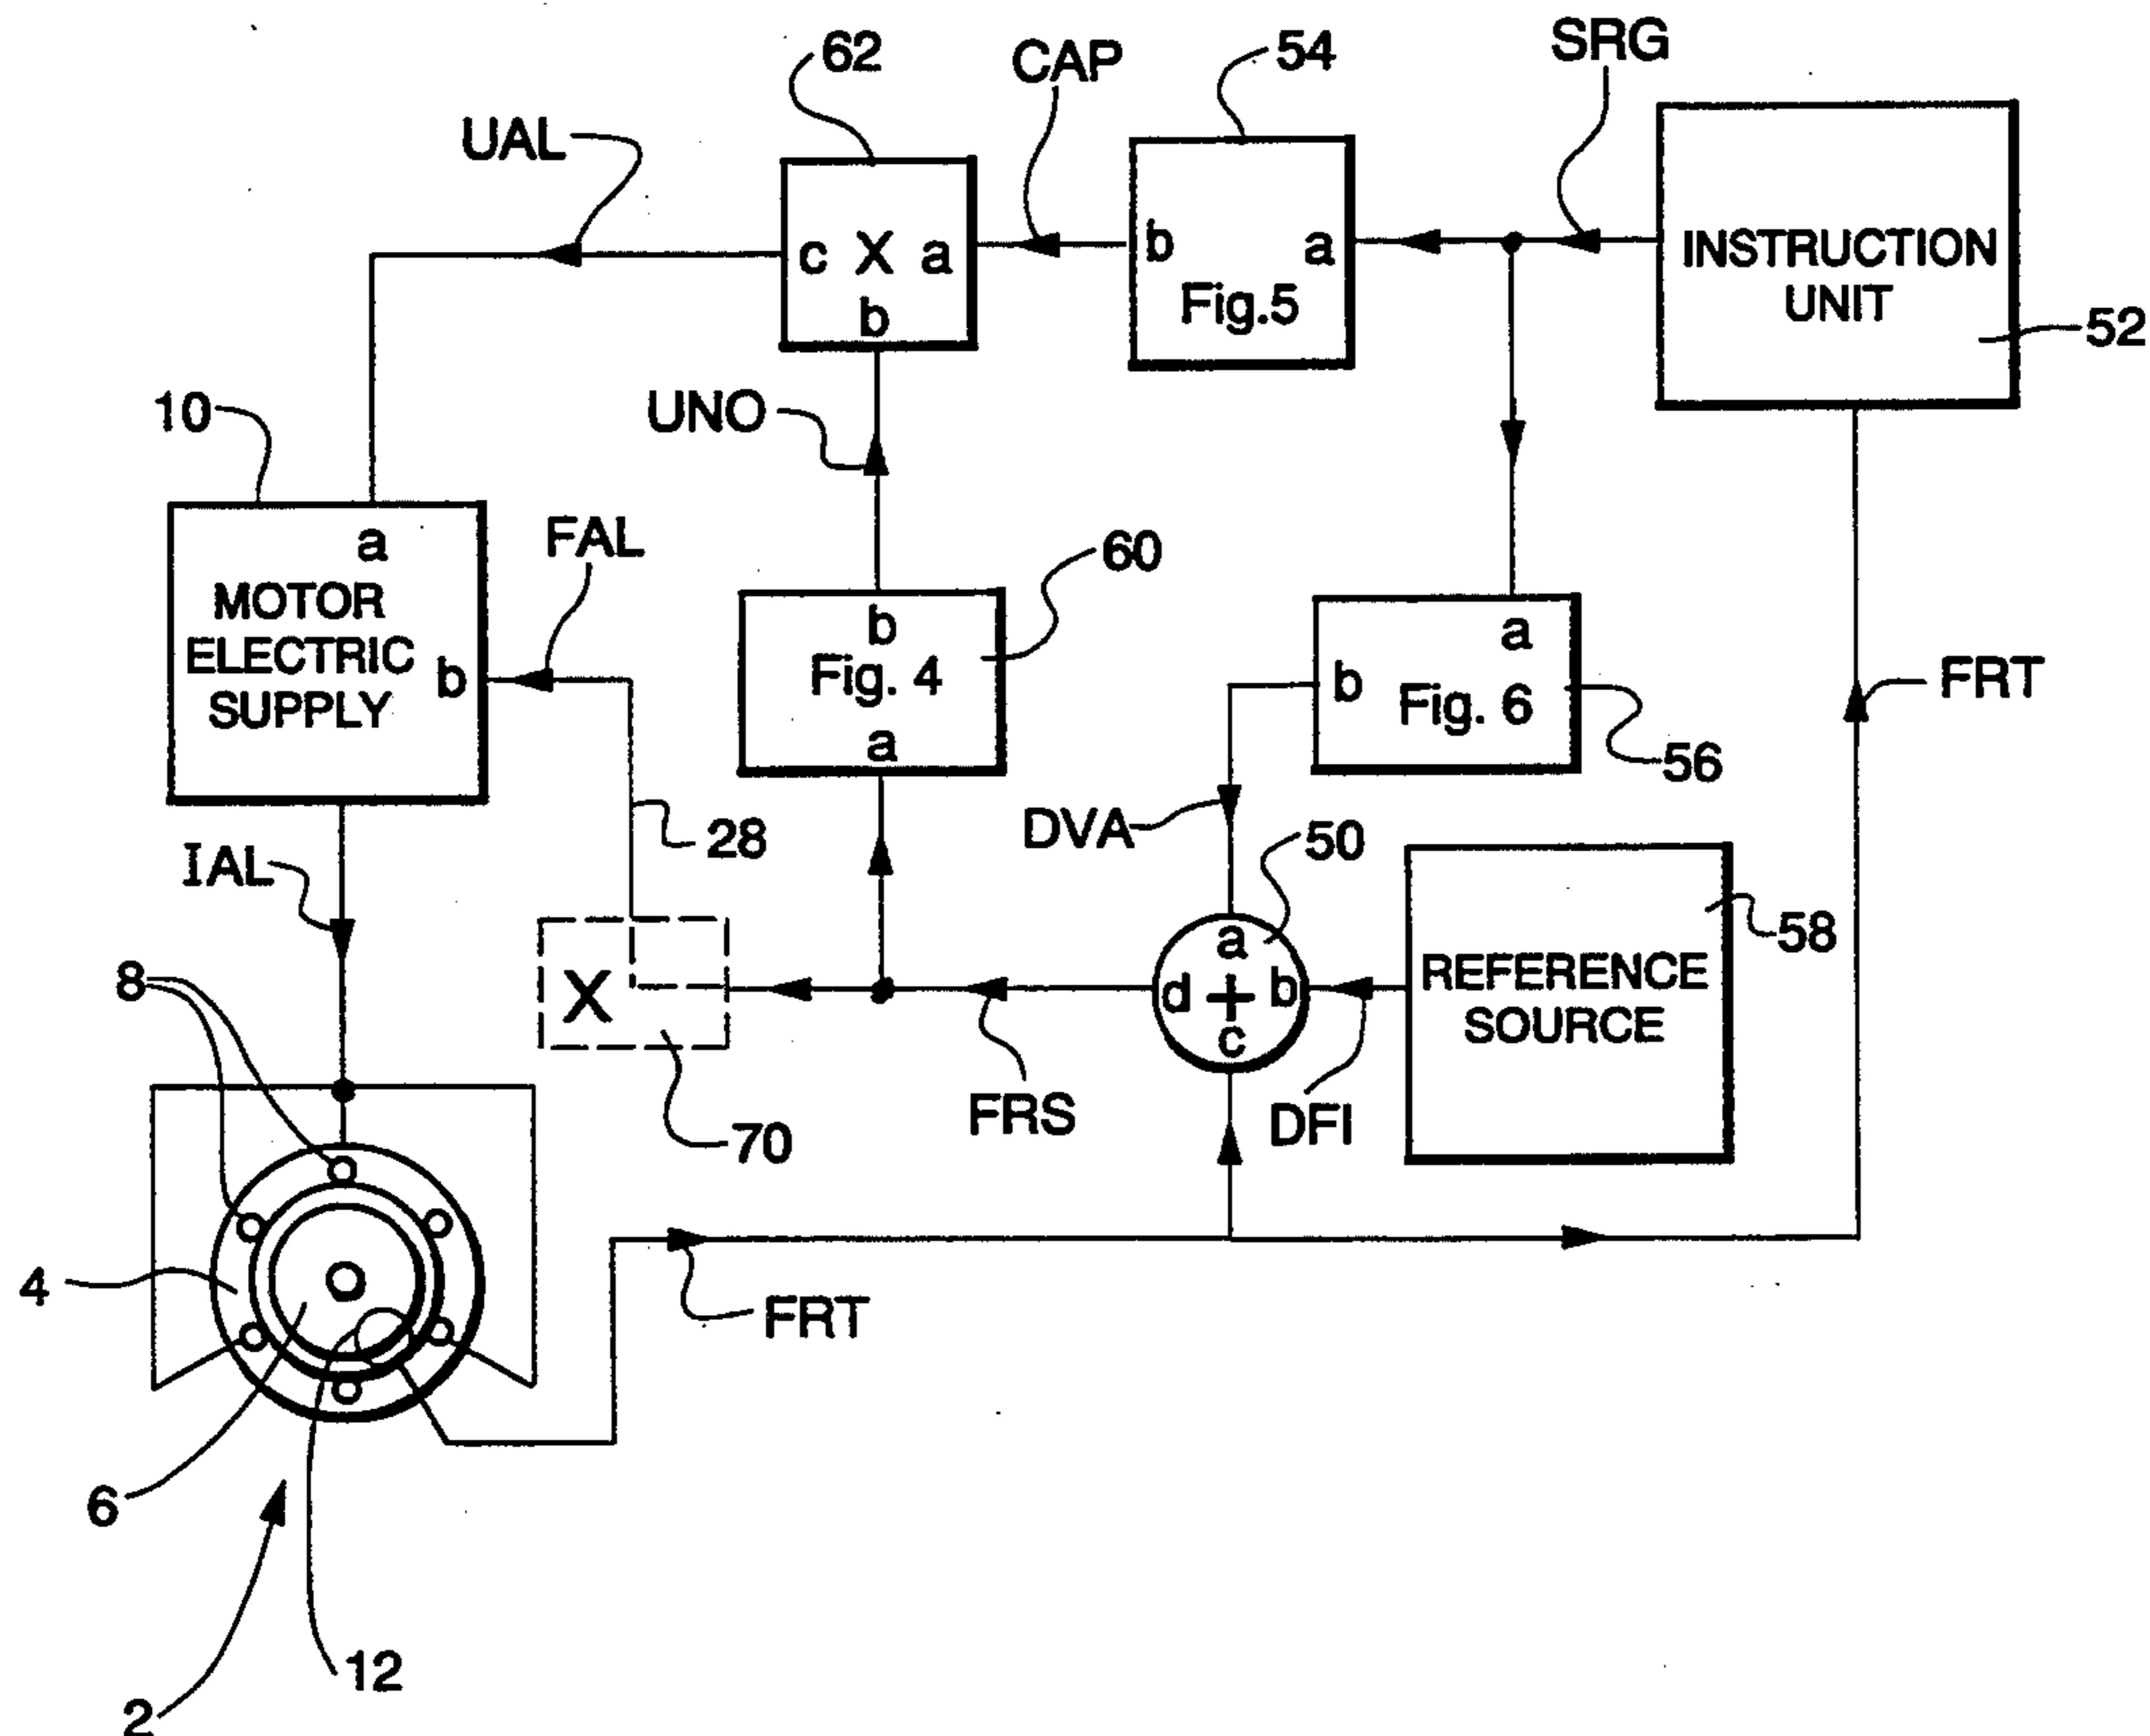 62
CAP
54
SRG
UAL
c X a
b
b
a
Fig.5
INSTRUCTION
UNIT
52
10
UNO
a
MOTOR
ELECTRIC
SUPPLY
b
FAL
b
Fig. 4
a
60
a
b
Fig. 6
56
FRT
28
DVA
50
IAL
8
X
70
FRS
a
d + b
c
DFI
REFERENCE
SOURCE
58
4
FRT
6
12
2